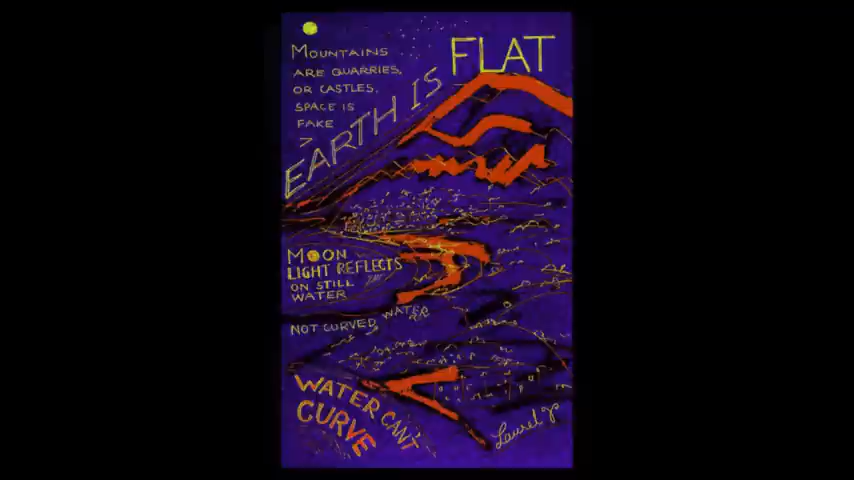 MOUNTAINS
ARE QUARRIES,
OR CASTLES.
SPACE IS
FAKE
>
EARTH IS FLAT
MOON
LIGHT REFLECTS
ON STILL
WATER
NOT CURVED WATER
WATER CAN'T
CURVE
Laurel